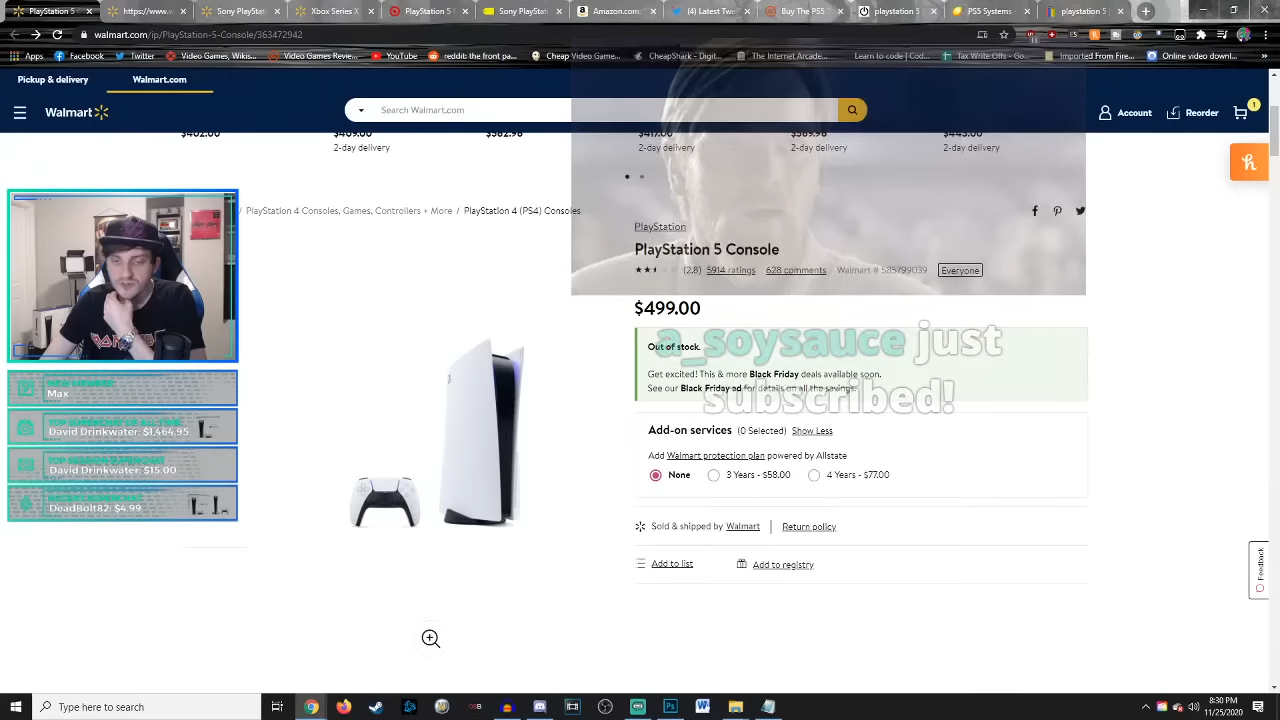 PlayStation 5
https://www.
Sony PlayStati
Xbox Series X
PlayStation 5
Sony PlayStat
Amazon.com:
(4) Latest Twe
Buy The PS5
playstation 5
PS5 Systems
playstation 5
walmart.com/ip/PlayStation-5-Console/363472942
Apps
Facebook
Video Games, Wikis...
Twitter
Video Games Revie...
YouTube
reddit: the front pa...
Cheap Video Game...
CheapShark - Digit...
The Internet Arcade...
Learn to code | Cod...
Tax Write Offs - Go...
Imported From Fire...
Online video downl...
Pickup & delivery
Walmart.com
Walmart
Search Walmart.com
Account
Reorder
1
$402.00
$409.00
$382.98
$417.00
$569.98
$443.00
2-day delivery
2-day delivery
2-day delivery
/ PlayStation 4 Consoles, Games, Controllers + More / PlayStation 4 (PS4) Consoles
PlayStation
PlayStation 5 Console
(2.8) 5914 ratings 628 comments Walmart # 585799039 Everyone
$499.00
Out of stock.
a_soysauce just
subscribed!
Get excited! This & more Black Friday deals available soon.
See our Black Friday ad for details on all the savings.
Max
David Drinkwater: $1,464.95
David Drinkwater: $15.00
DeadBolt82: $4.99
Add-on services (0 Selected) Show Less
Add Walmart protection plan powered by Allstate
None
3 Years - $58.00
4 Years - $77.00
Sold & shipped by Walmart | Return policy
Add to list
Add to registry
Feedback
Type here to search
8:30 PM
11/25/2020